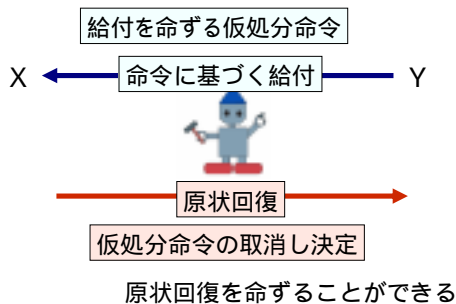 給付を命ずる仮処分命令
X 命令に基づく給付 Y
原状回復
仮処分命令の取消し決定
原状回復を命ずることができる